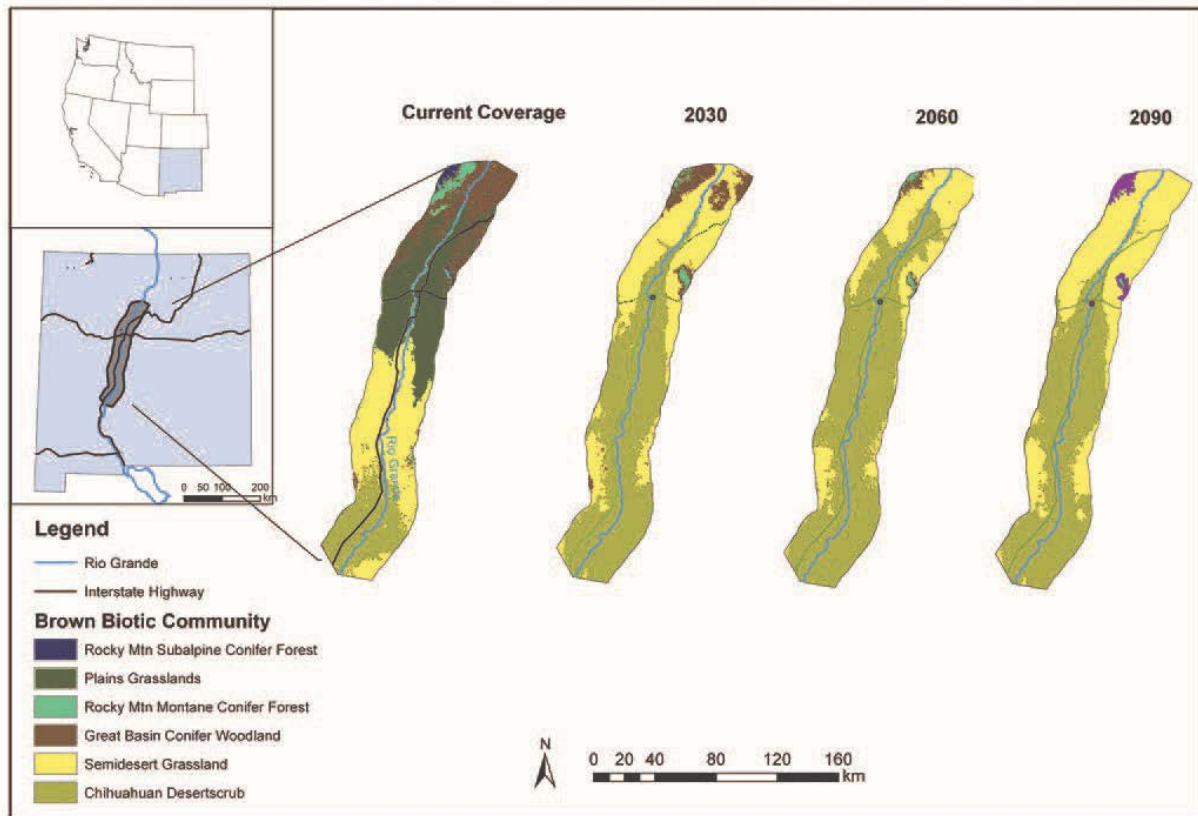 Current Coverage
2030
2060
2090
Rio Grande
0 50 100 200
km
Legend
Rio Grande
Interstate Highway
Brown Biotic Community
Rocky Mtn Subalpine Conifer Forest
Plains Grasslands
Rocky Mtn Montane Conifer Forest
Great Basin Conifer Woodland
Semidesert Grassland
Chihuahuan Desertscrub
N
0 20 40 80 120 160
km